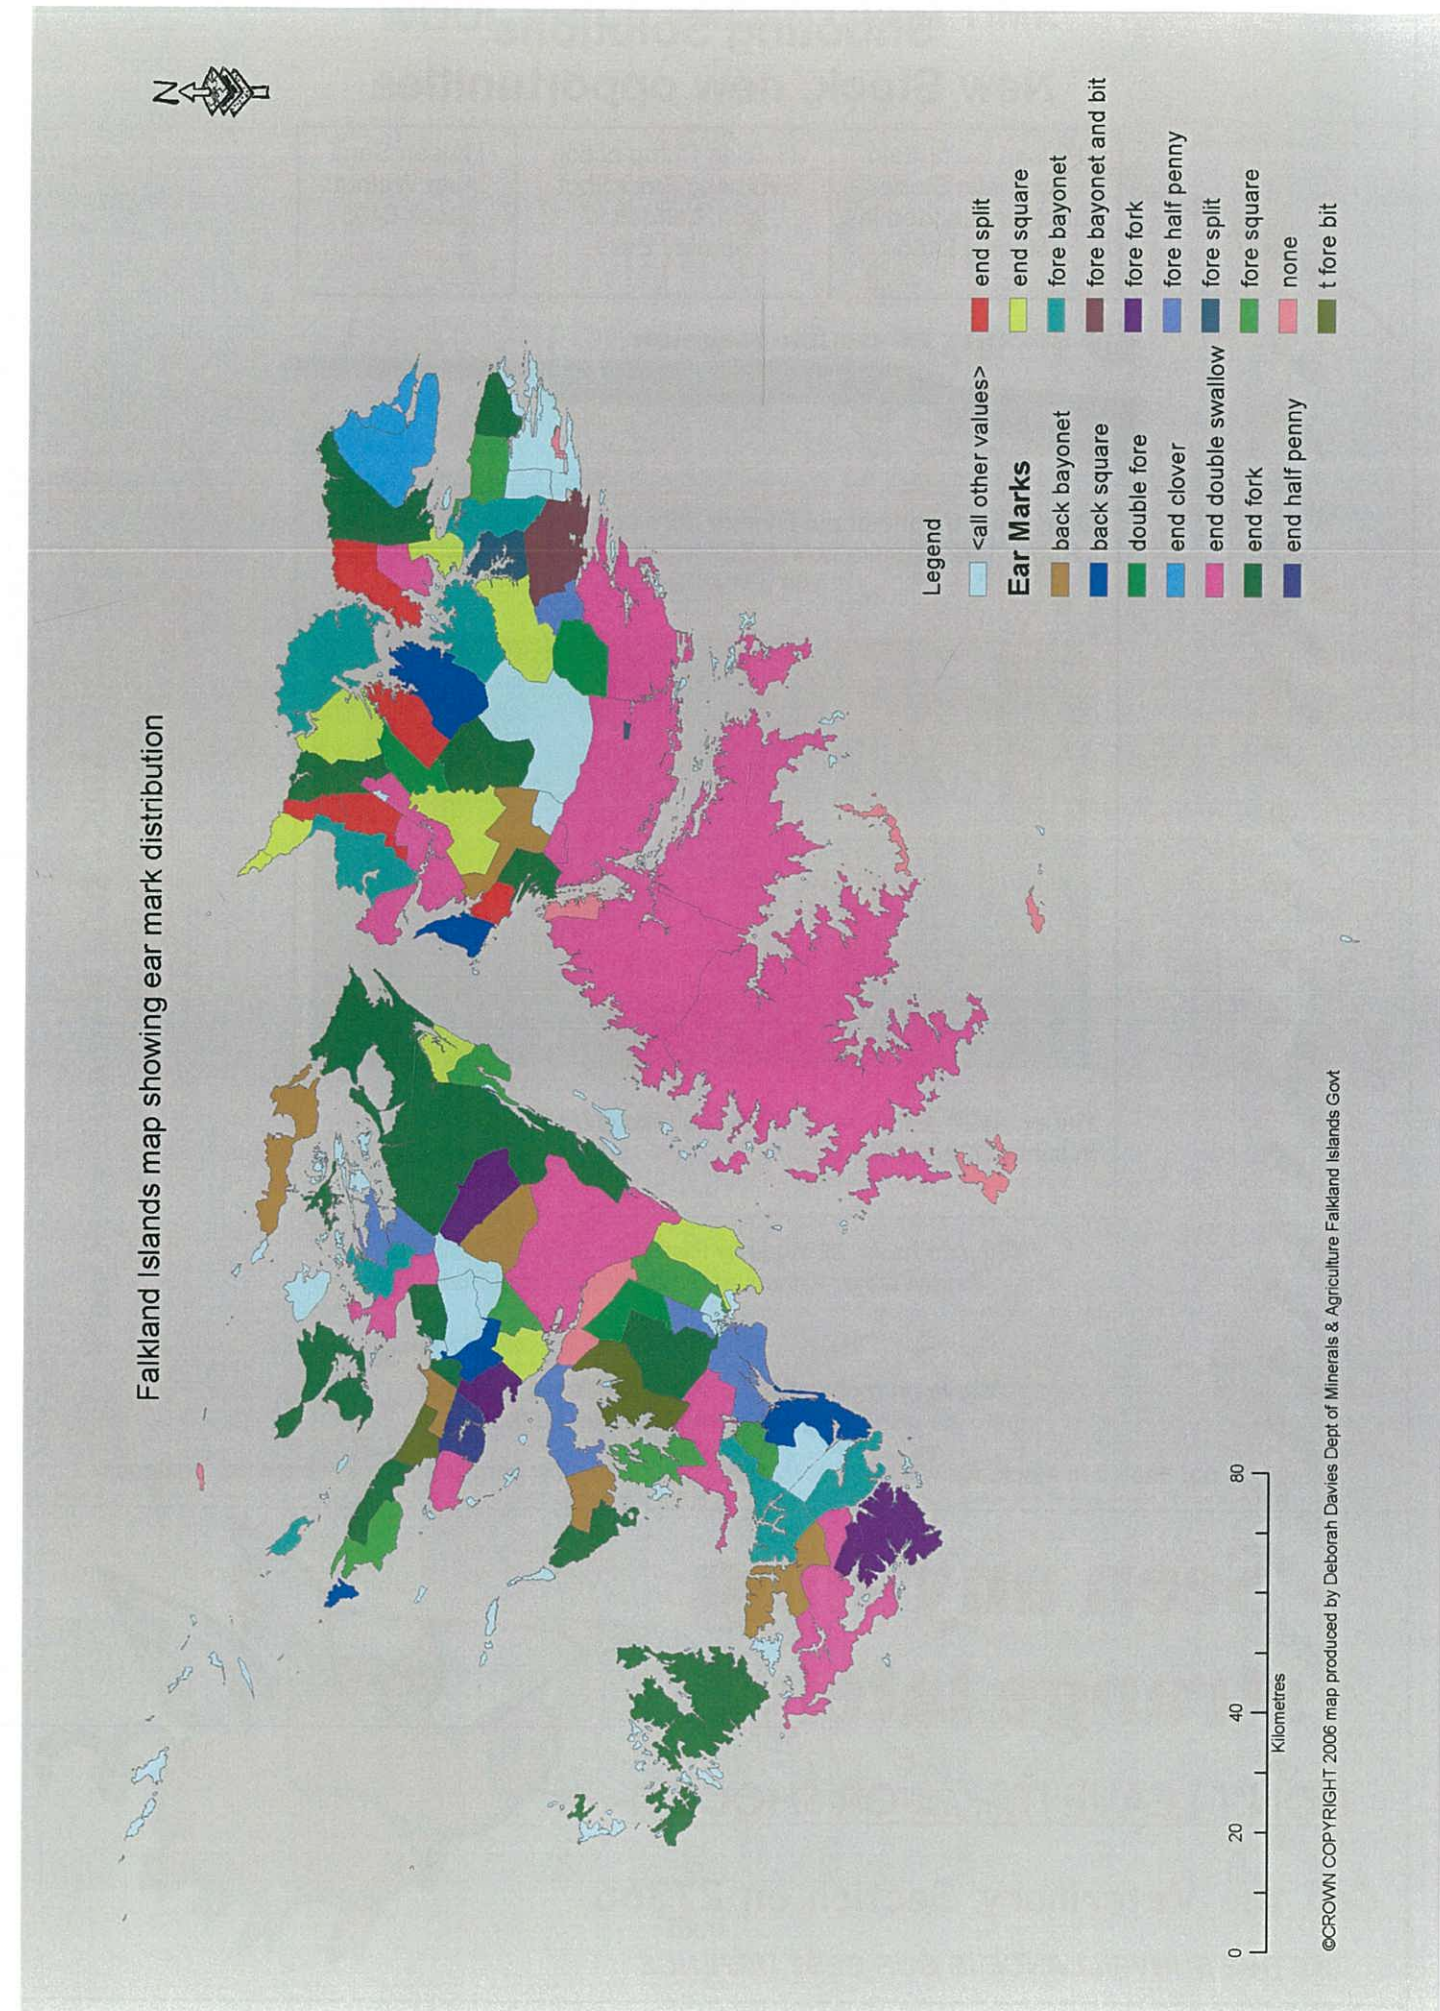 Falkland Islands map showing ear mark distribution
N
Legend
<all other values>
Ear Marks
back bayonet
back square
double fore
end clover
end double swallow
end fork
end half penny
end split
end square
fore bayonet
fore bayonet and bit
fore fork
fore half penny
fore split
fore square
none
t fore bit
0 20 40 80
Kilometres
©CROWN COPYRIGHT 2006 map produced by Deborah Davies Dept of Minerals & Agriculture Falkland Islands Govt